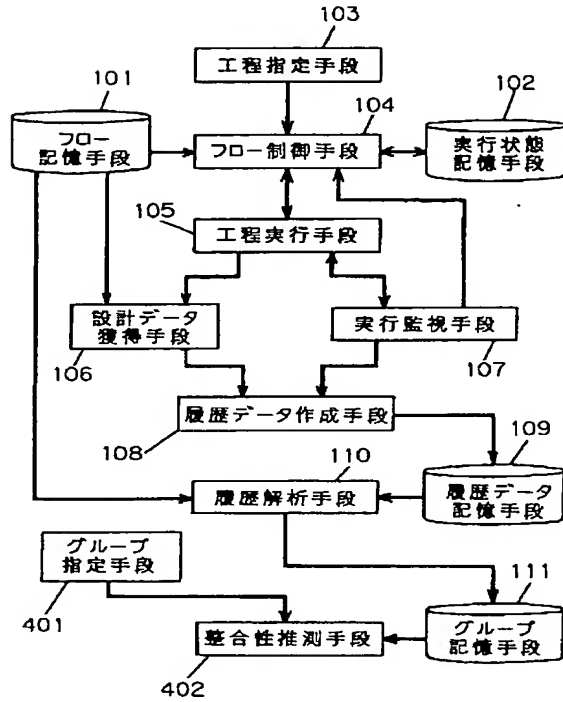 103
工程指定手段
101
102
フロー
記憶手段
104
フロー制御手段
実行状態
記憶手段
105
工程実行手段
設計データ
獲得手段
106
実行監視手段
107
履歴データ作成手段
108
109
110
履歴解析手段
履歴データ
記憶手段
グループ
指定手段
401
111
整合性推測手段
402
グループ
記憶手段